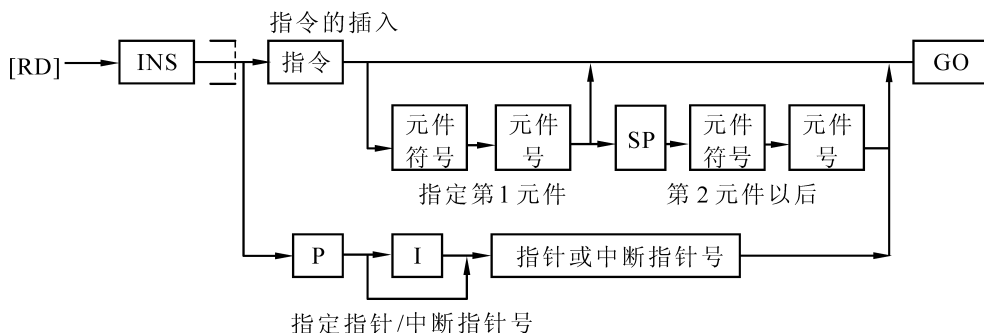 指令的插入
[RD]
INS
指令
GO
元件
符号
元件
号
SP
元件
符号
元件
号
指定第1元件
第2元件以后
P
I
指针或中断指针号
指定指针/中断指针号